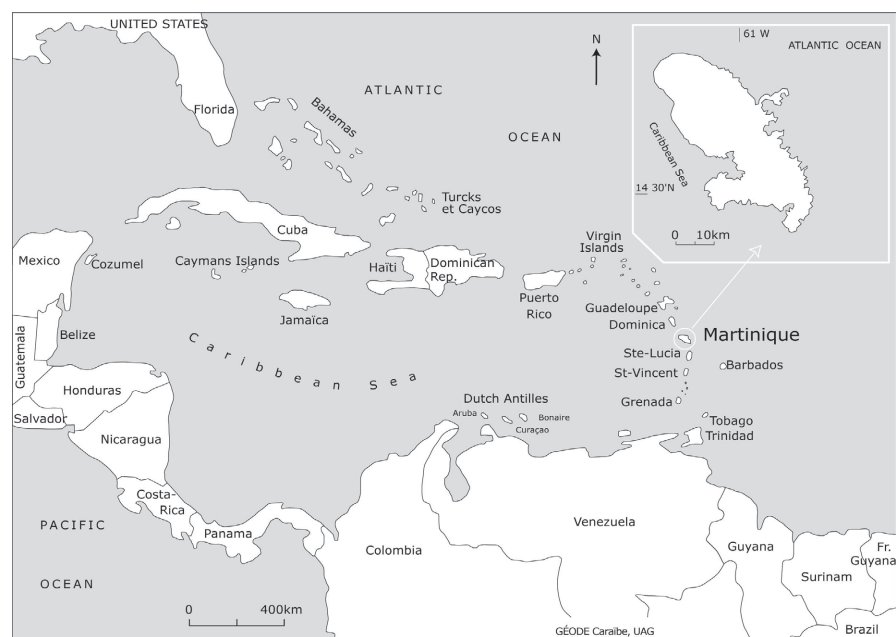 UNITED STATES
Florida
ATLANTIC
OCEAN
Bahamas
N
61 W
ATLANTIC OCEAN
Caribbean Sea
14 30'N
0 10km
Turcks
et Caycos
Cuba
Mexico
Cozumel
Caymans Islands
Haïti
Dominican
Rep.
Virgin
Islands
Puerto
Rico
Jamaïca
Guadeloupe
Dominica
Martinique
Guatemala
Belize
Caribbean Sea
Ste-Lucia
St-Vincent
Barbados
Honduras
Salvador
Nicaragua
Dutch Antilles
Aruba
Bonaire
Curaçao
Grenada
Tobago
Trinidad
Costa-
Rica
Panama
PACIFIC
OCEAN
Colombia
Venezuela
Guyana
Surinam
Fr.
Guyana
Brazil
0 400km
GÉODE Caraïbe, UAG